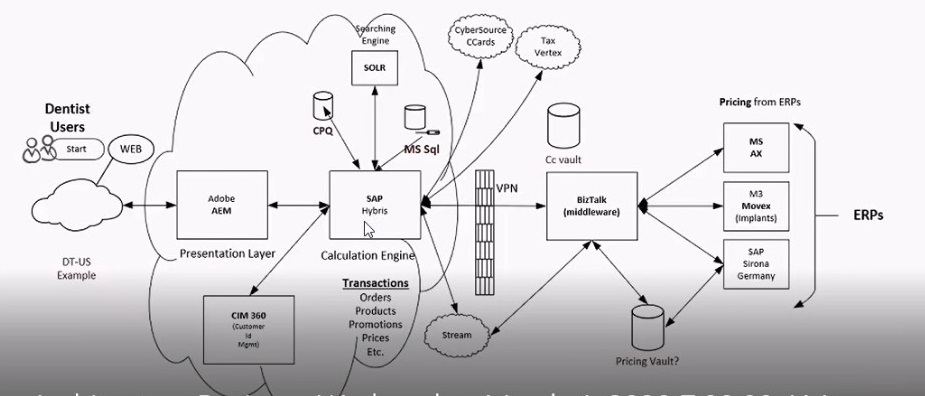 Searching
Engine
SOLR
CyberSource
CCards
Tax
Vertex
CPQ
MS Sql
Cc vault
Pricing from ERPs
Dentist
Users
Start
WEB
DT-US
Example
Adobe
AEM
Presentation Layer
SAP
Hybris
Calculation Engine
Transactions
Orders
Products
Promotions
Prices
Etc.
CIM 360
(Customer
Id
Mgmt)
VPN
Stream
BizTalk
(middleware)
Pricing Vault?
MS
AX
M3
Movex
(Implants)
SAP
Sirona
Germany
ERPs